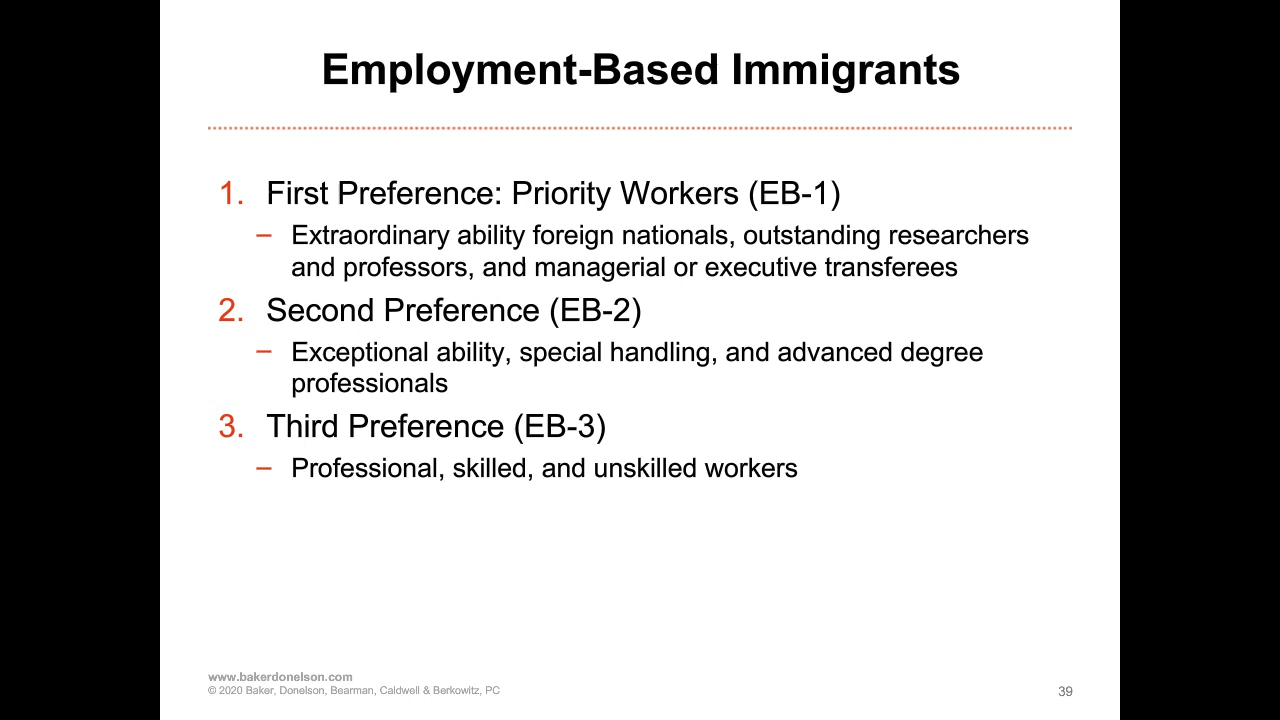 Employment-Based Immigrants
1. First Preference: Priority Workers (EB-1)
– Extraordinary ability foreign nationals, outstanding researchers
and professors, and managerial or executive transferees
2. Second Preference (EB-2)
– Exceptional ability, special handling, and advanced degree
professionals
3. Third Preference (EB-3)
– Professional, skilled, and unskilled workers
www.bakerdonelson.com
© 2020 Baker, Donelson, Bearman, Caldwell & Berkowitz, PC
39